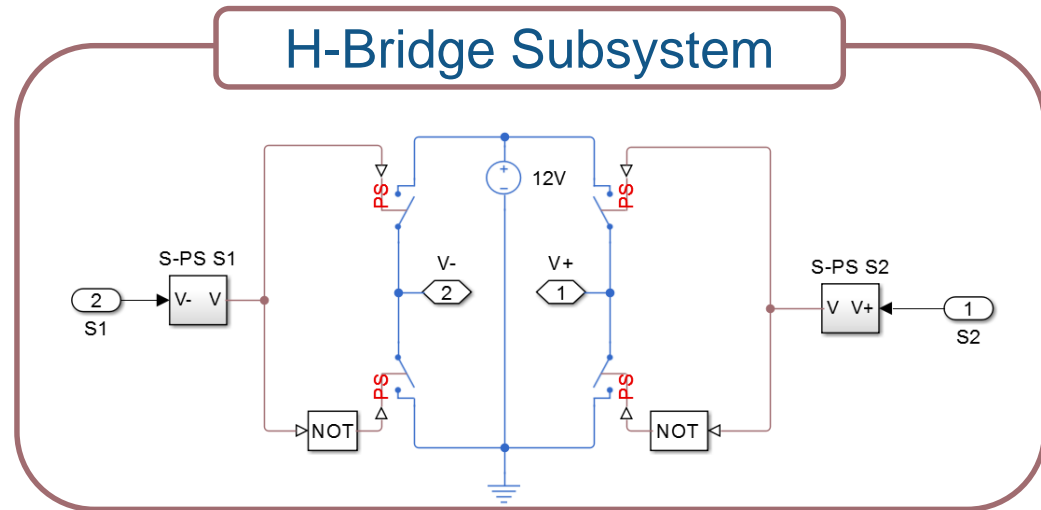 H-Bridge Subsystem
PS
12V
PS
S-PS S1
V-
V+
S-PS S2
2
S1
V- V
2
1
V V+
1
S2
PS
PS
NOT
NOT